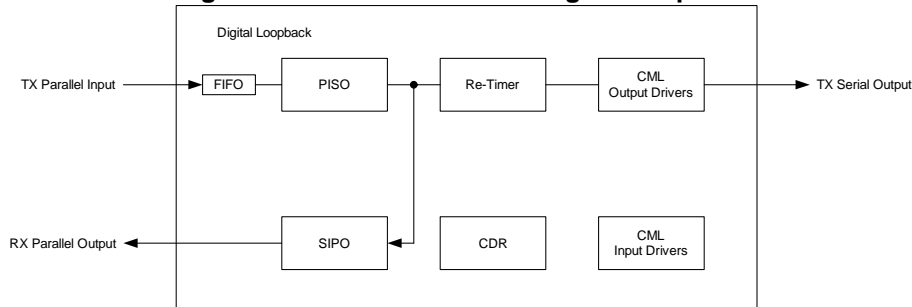 Digital Loopback
TX Parallel Input
FIFO
PISO
Re-Timer
CML
Output Drivers
TX Serial Output
RX Parallel Output
SIPO
CDR
CML
Input Drivers